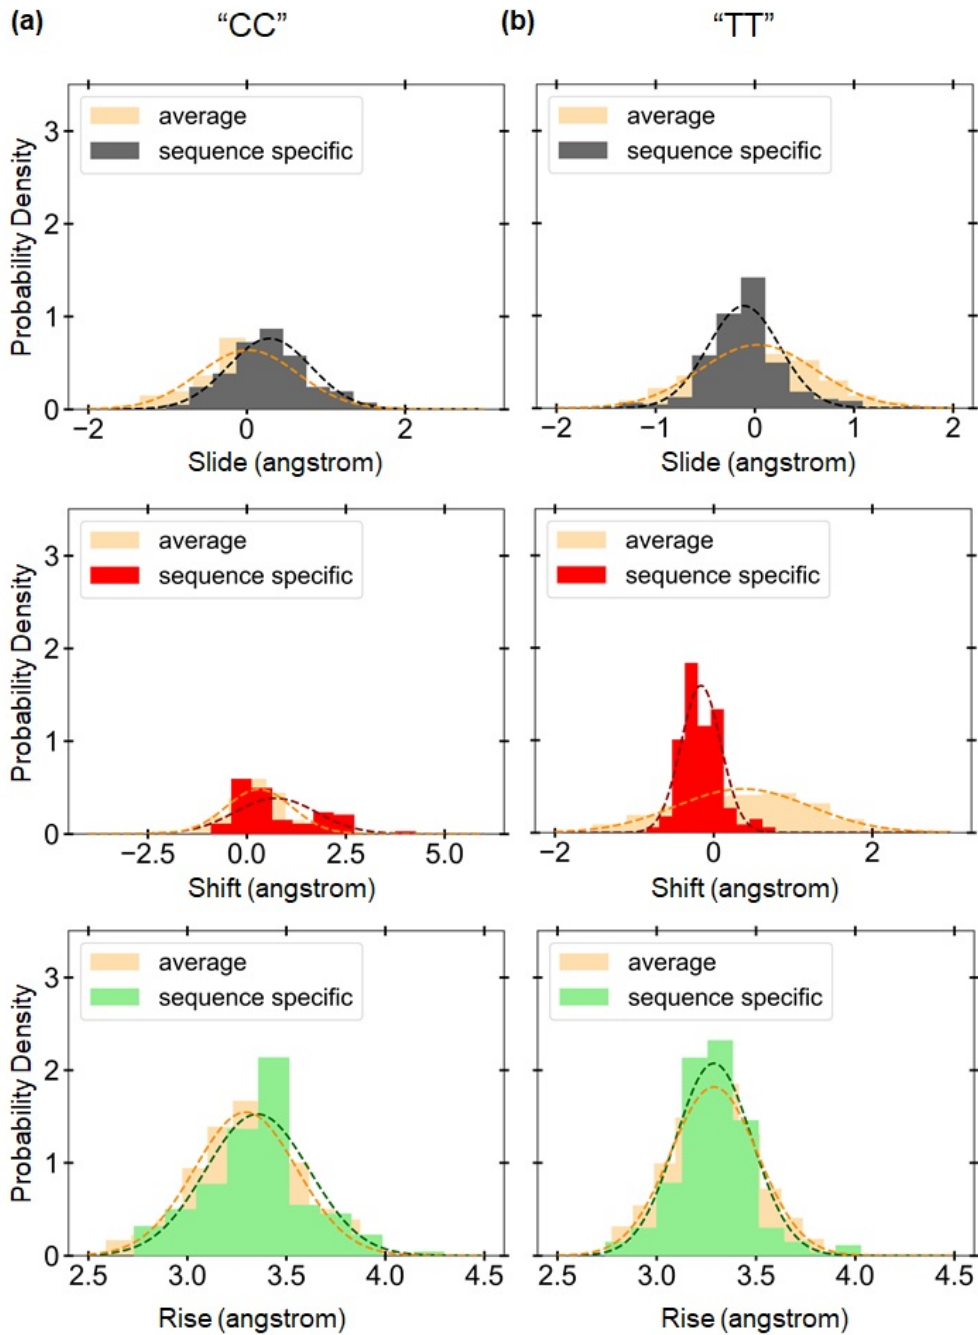 (a) “CC” (b) “TT”
average
sequence specific
average
sequence specific
Probability Density
3
2
1
0
−2 0 2
−2 −1 0 1 2
Slide (angstrom)
Slide (angstrom)
average
sequence specific
average
sequence specific
Probability Density
3
2
1
0
−2.5 0.0 2.5 5.0
−2 0 2
Shift (angstrom)
Shift (angstrom)
average
sequence specific
average
sequence specific
Probability Density
3
2
1
0
2.5 3.0 3.5 4.0 4.5
2.5 3.0 3.5 4.0 4.5
Rise (angstrom)
Rise (angstrom)